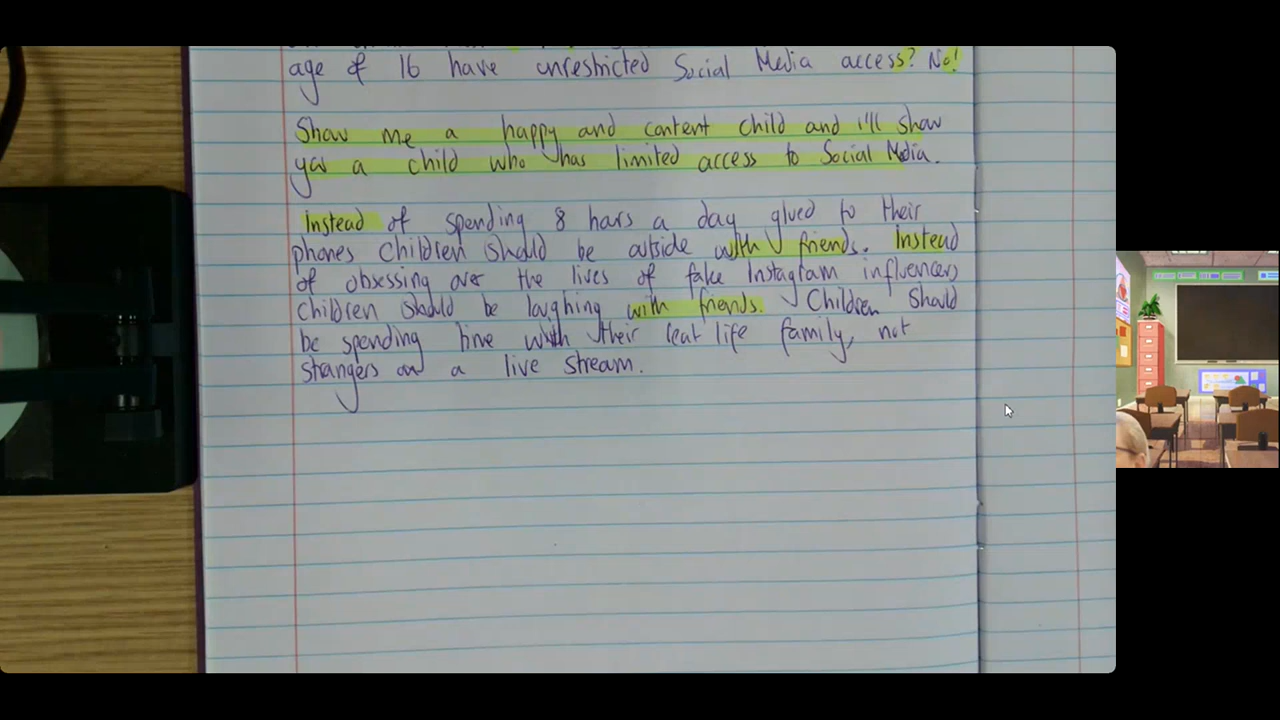 age of 16 have unrestricted Social Media access? No!
Show me a happy and content child and i'll show
you a child who has limited access to Social Media.
Instead of spending 8 hours a day glued to their
phones children should be outside with friends. Instead
of obsessing over the lives of fake Instagram influencers
children should be laughing with friends. Children should
be spending time with their real life family, not
strangers on a live stream.